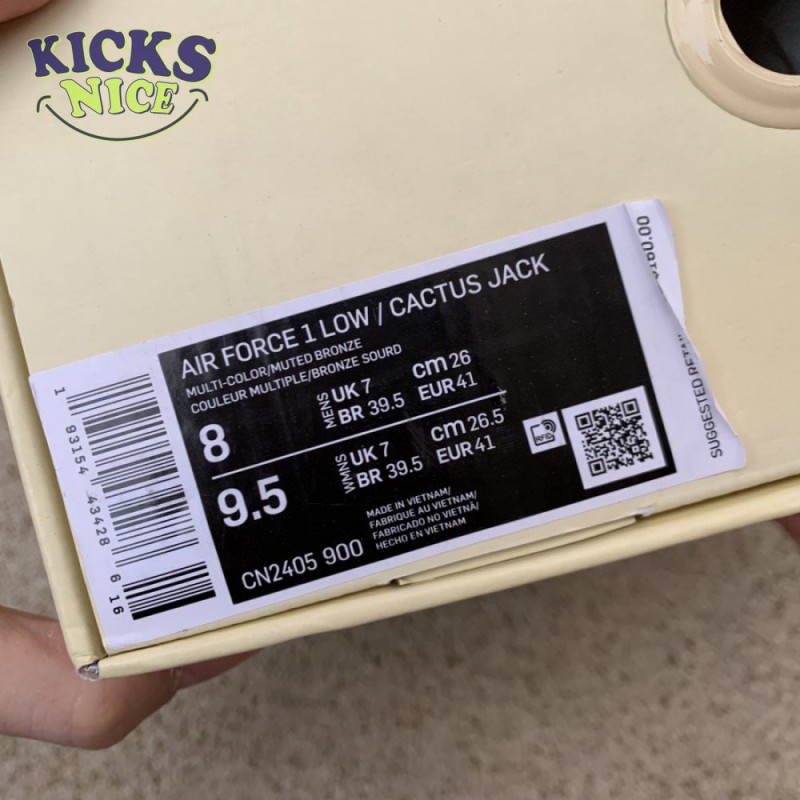 KICKS
NICE
AIR FORCE 1 LOW / CACTUS JACK
MULTI-COLOR/MUTED BRONZE
COULEUR MULTIPLE/BRONZE SOURD
8
MENS UK 7 cm 26
BR 39.5 EUR 41
9.5
WMNS UK 7 cm 26.5
BR 39.5 EUR 41
RFID
CN2405 900
MADE IN VIETNAM/
FABRIQUE AU VIETNAM/
FABRICADO NO VIETNÃ/
HECHO EN VIETNAM
1 93154 43428 6 16
SUGGESTED